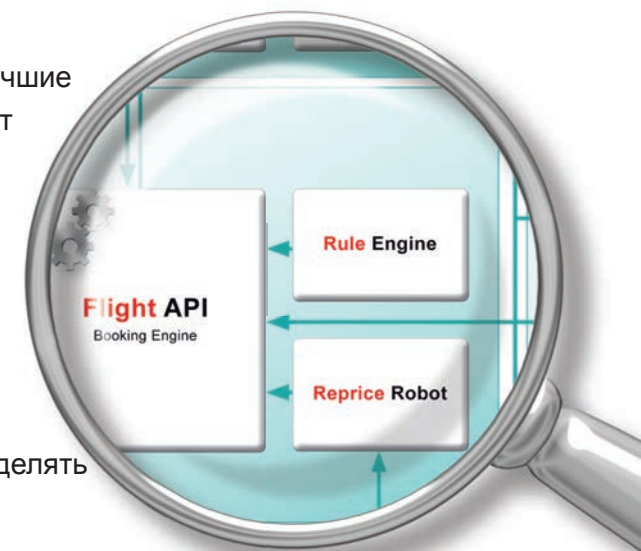 чшие
т
Rule Engine
Flight API
Booking Engine
Reprice Robot
делять